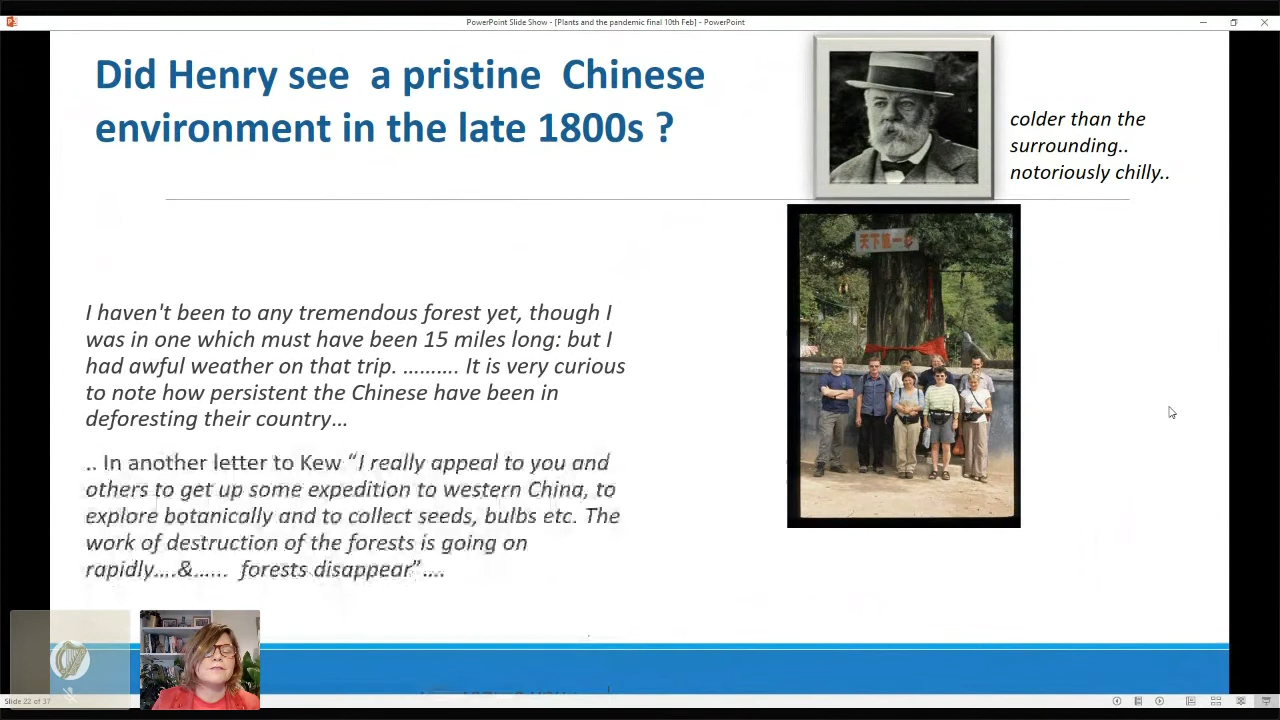 PowerPoint Slide Show - [Plants and the pandemic final 10th Feb] - PowerPoint
Did Henry see a pristine Chinese
environment in the late 1800s ?
colder than the
surrounding..
notoriously chilly..
天下第一杉
I haven't been to any tremendous forest yet, though I
was in one which must have been 15 miles long: but I
had awful weather on that trip. ………. It is very curious
to note how persistent the Chinese have been in
deforesting their country…
.. In another letter to Kew “I really appeal to you and
others to get up some expedition to western China, to
explore botanically and to collect seeds, bulbs etc. The
work of destruction of the forests is going on
rapidly….&…... forests disappear”….
Slide 22 of 37